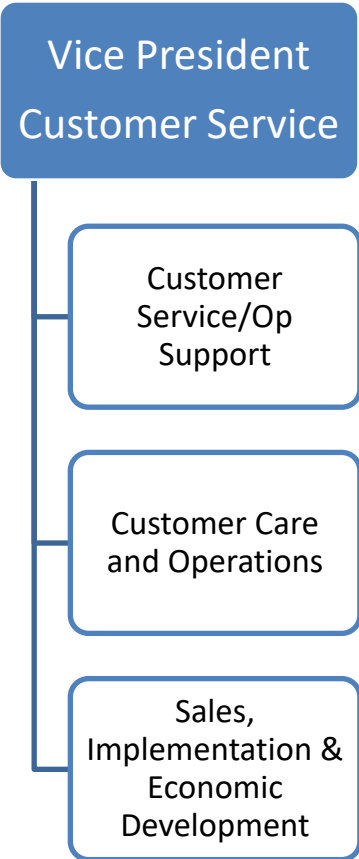 Vice President
Customer Service
Customer
Service/Op
Support
Customer Care
and Operations
Sales,
Implementation &
Economic
Development